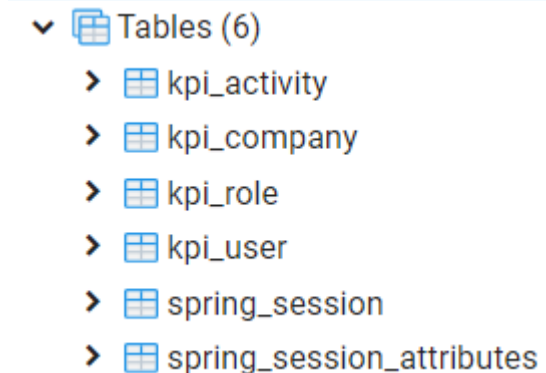 Tables (6)
kpi_activity
kpi_company
kpi_role
kpi_user
spring_session
spring_session_attributes